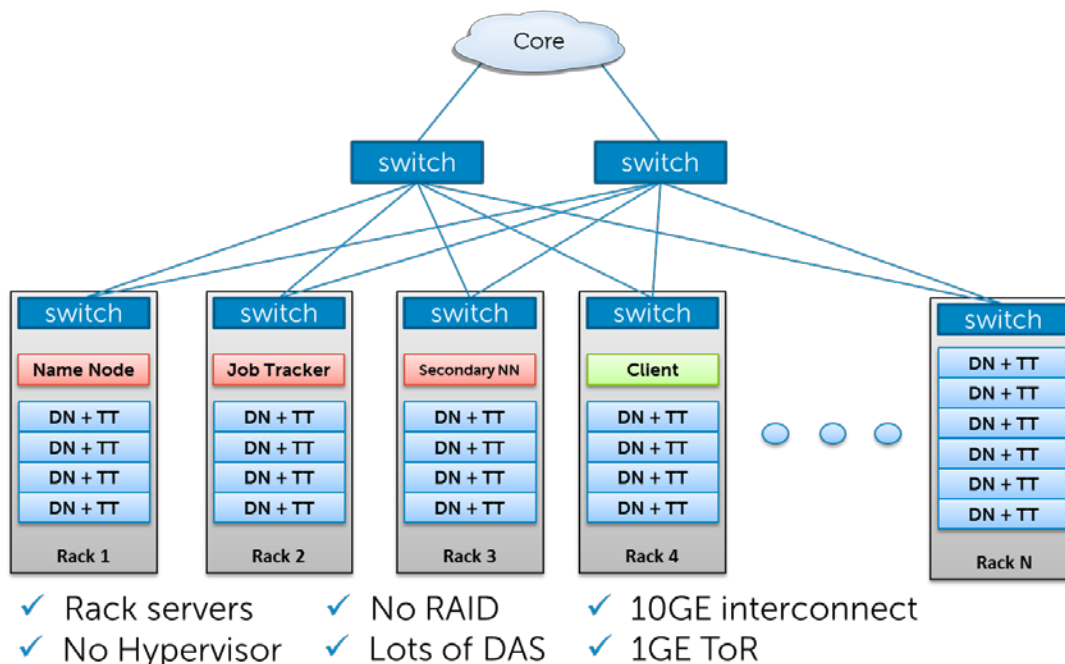 Core
switch switch
switch switch switch switch switch
Name Node Job Tracker Secondary NN Client DN + TT
DN + TT
DN + TT DN + TT DN + TT DN + TT DN + TT
DN + TT DN + TT DN + TT DN + TT DN + TT
DN + TT DN + TT DN + TT DN + TT DN + TT
DN + TT DN + TT DN + TT DN + TT DN + TT
Rack 1 Rack 2 Rack 3 Rack 4 Rack N
✓ Rack servers ✓ No RAID ✓ 10GE interconnect
✓ No Hypervisor ✓ Lots of DAS ✓ 1GE ToR